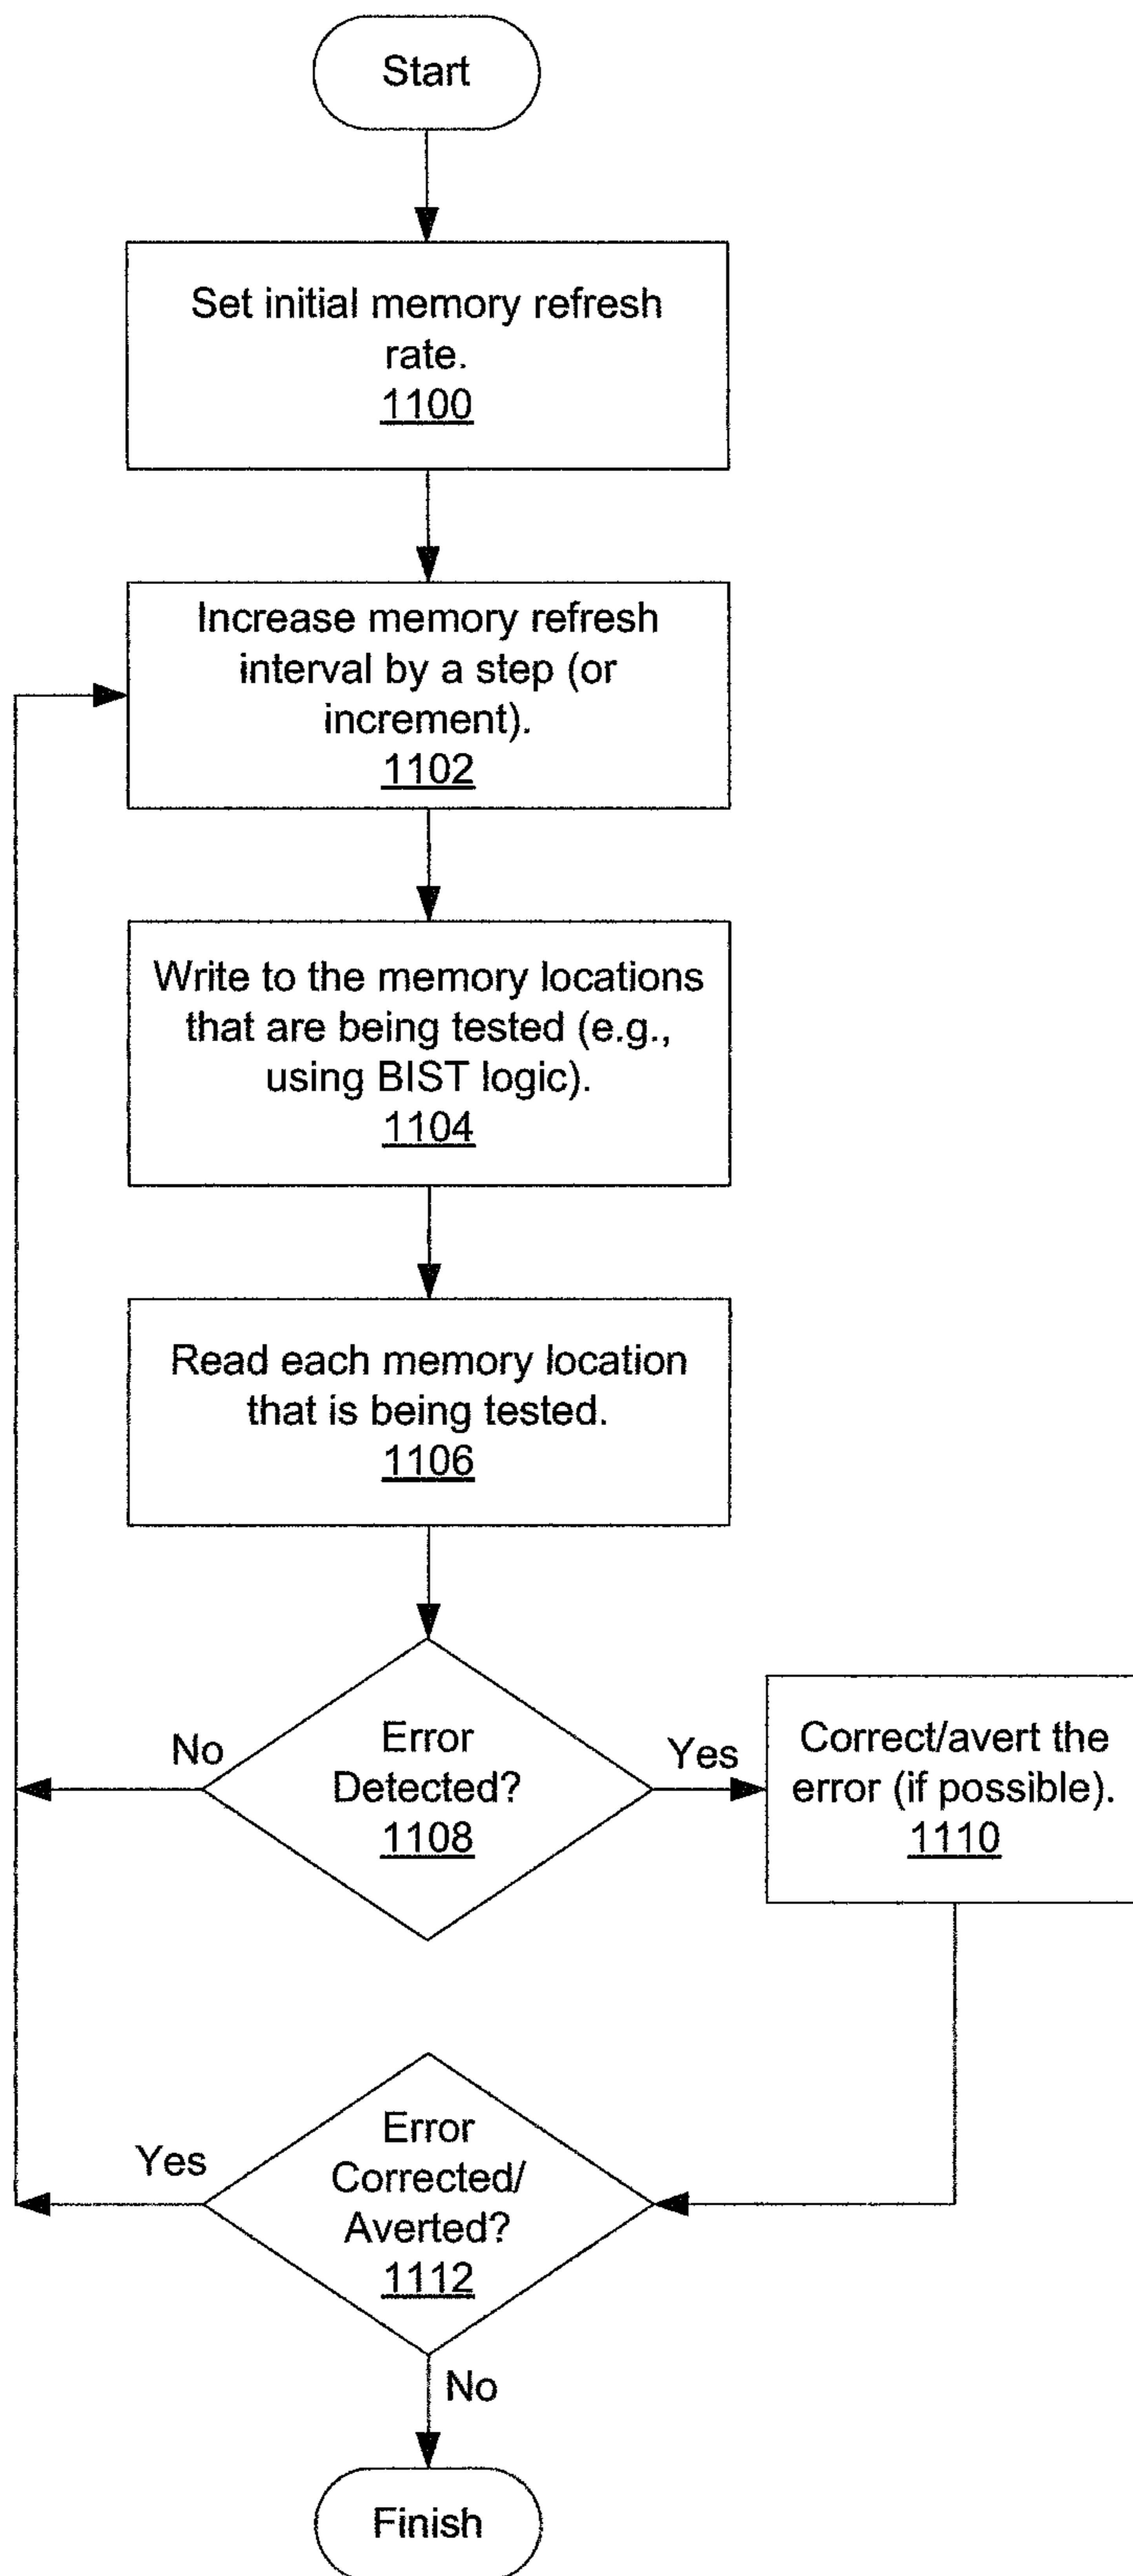 Start
Set initial memory refresh
rate.
1100
Increase memory refresh
interval by a step (or
increment).
1102
Write to the memory locations
that are being tested (e.g.,
using BIST logic).
1104
Read each memory location
that is being tested.
1106
No
Error
Detected?
1108
Yes
Correct/avert the
error (if possible).
1110
Yes
Error
Corrected/
Averted?
1112
No
Finish